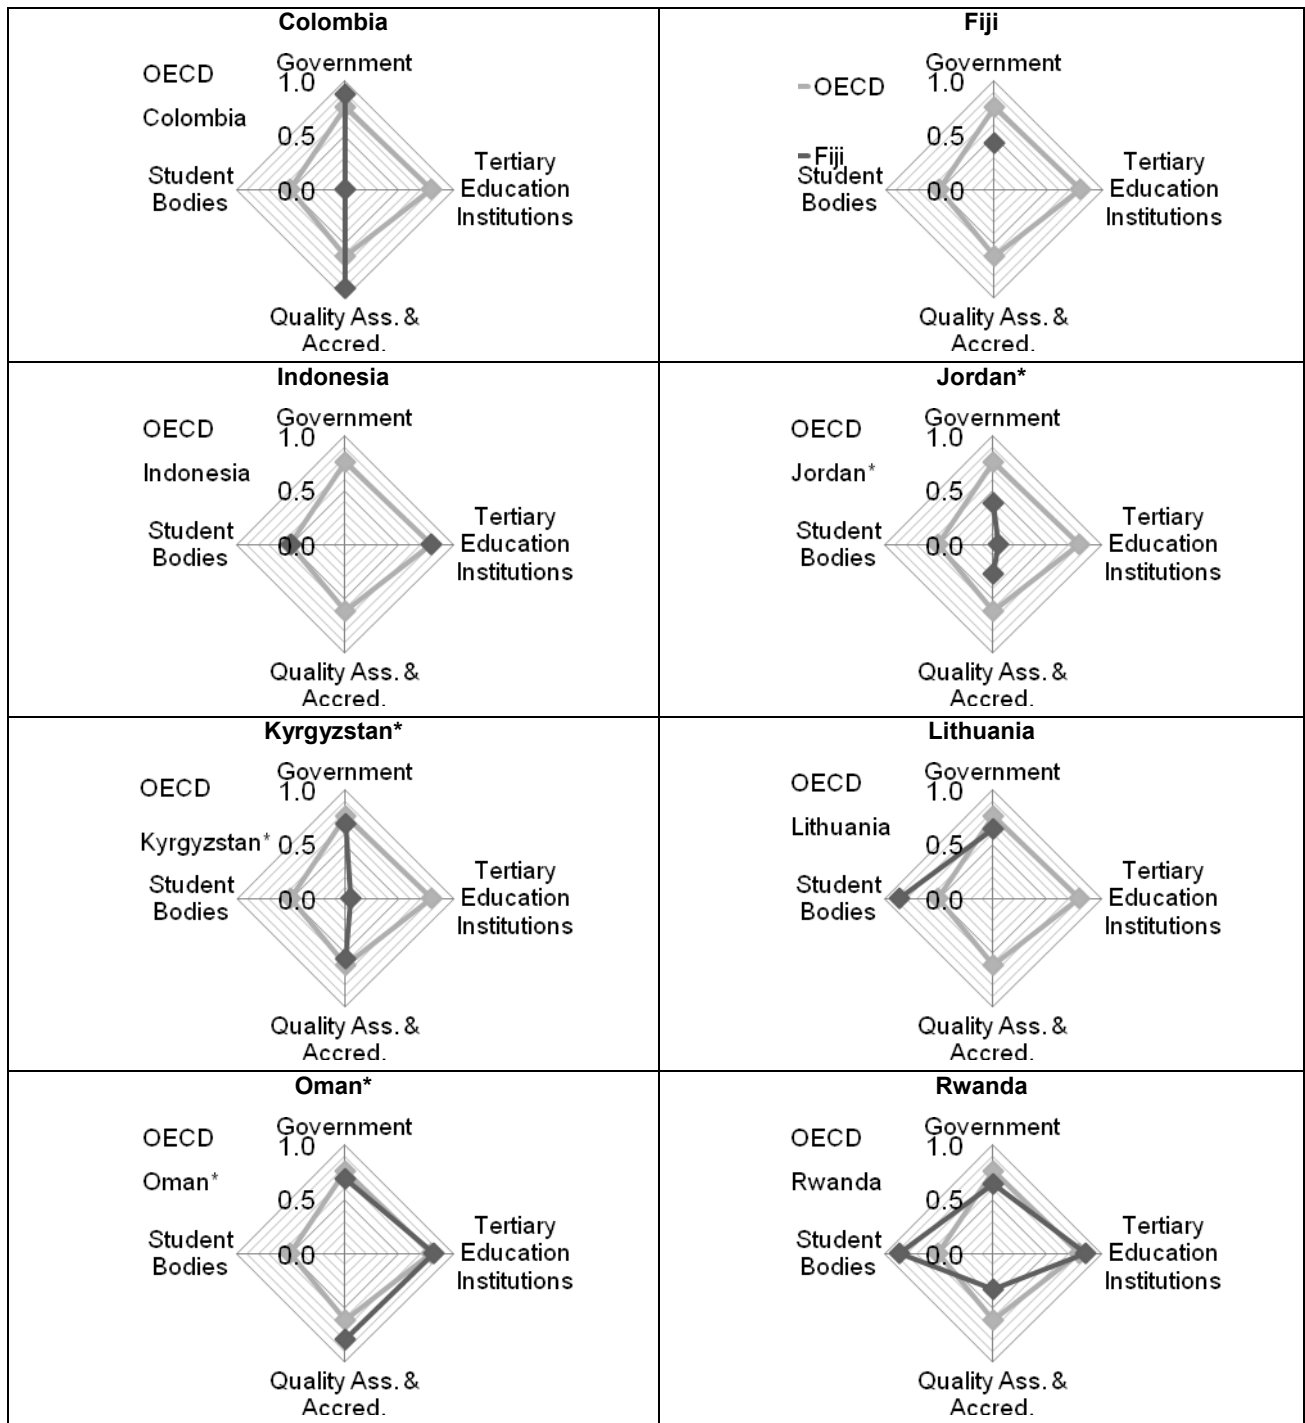 Colombia
OECD
Colombia
Government
1.0
0.5
0.0
Student
Bodies
Tertiary
Education
Institutions
Quality Ass. &
Accred.
Fiji
OECD
Fiji
Government
1.0
0.5
0.0
Student
Bodies
Tertiary
Education
Institutions
Quality Ass. &
Accred.
Indonesia
OECD
Indonesia
Government
1.0
0.5
0.0
Student
Bodies
Tertiary
Education
Institutions
Quality Ass. &
Accred.
Jordan*
OECD
Jordan*
Government
1.0
0.5
0.0
Student
Bodies
Tertiary
Education
Institutions
Quality Ass. &
Accred.
Kyrgyzstan*
OECD
Kyrgyzstan*
Government
1.0
0.5
0.0
Student
Bodies
Tertiary
Education
Institutions
Quality Ass. &
Accred.
Lithuania
OECD
Lithuania
Government
1.0
0.5
0.0
Student
Bodies
Tertiary
Education
Institutions
Quality Ass. &
Accred.
Oman*
OECD
Oman*
Government
1.0
0.5
0.0
Student
Bodies
Tertiary
Education
Institutions
Quality Ass. &
Accred.
Rwanda
OECD
Rwanda
Government
1.0
0.5
0.0
Student
Bodies
Tertiary
Education
Institutions
Quality Ass. &
Accred.